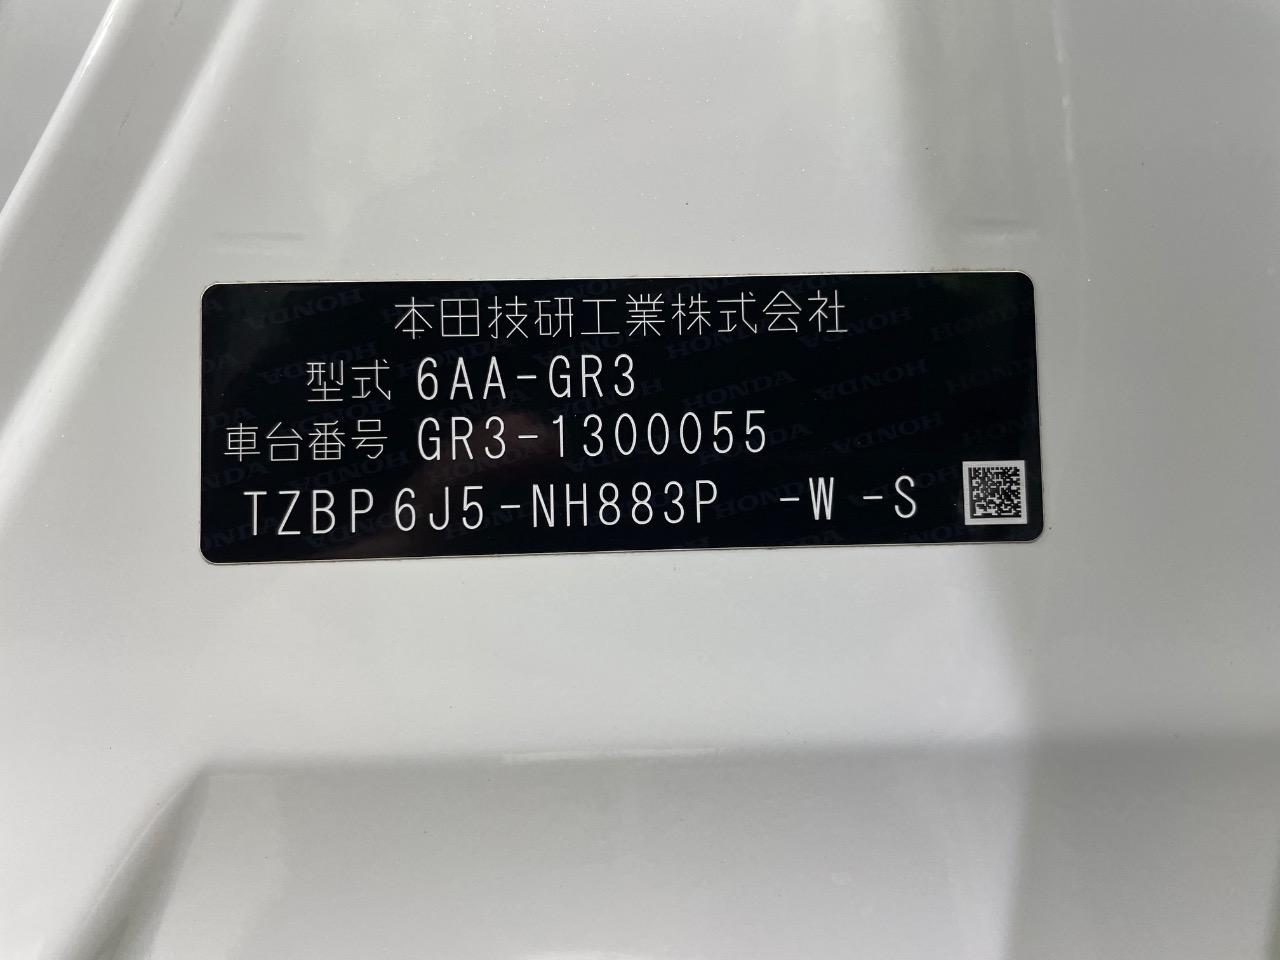 本田技研工業株式会社
型式 6AA-GR3
車台番号 GR3-1300055
TZBP6J5-NH883P -W -S